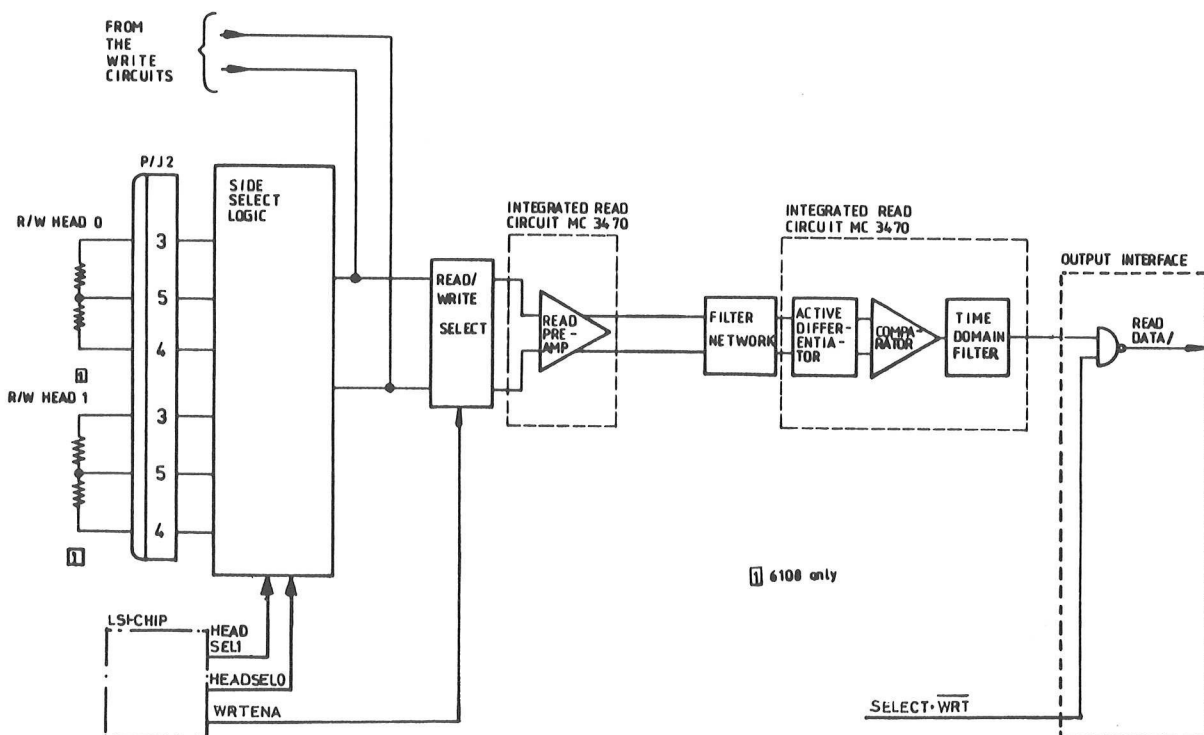 FROM
THE
WRITE
CIRCUITS
P/J2
R/W HEAD 0
3
5
4
1
R/W HEAD 1
3
5
4
1
SIDE
SELECT
LOGIC
READ/
WRITE
SELECT
INTEGRATED READ
CIRCUIT MC 3470
READ
PRE-
AMP
FILTER
NETWORK
INTEGRATED READ
CIRCUIT MC 3470
ACTIVE
DIFFER-
ENTIA-
TOR
COMPA-
RATOR
TIME
DOMAIN
FILTER
OUTPUT INTERFACE
READ
DATA/
1 6108 only
LSI-CHIP
HEAD
SEL1
HEADSEL0
WRTENA
SELECT·W̅R̅T̅